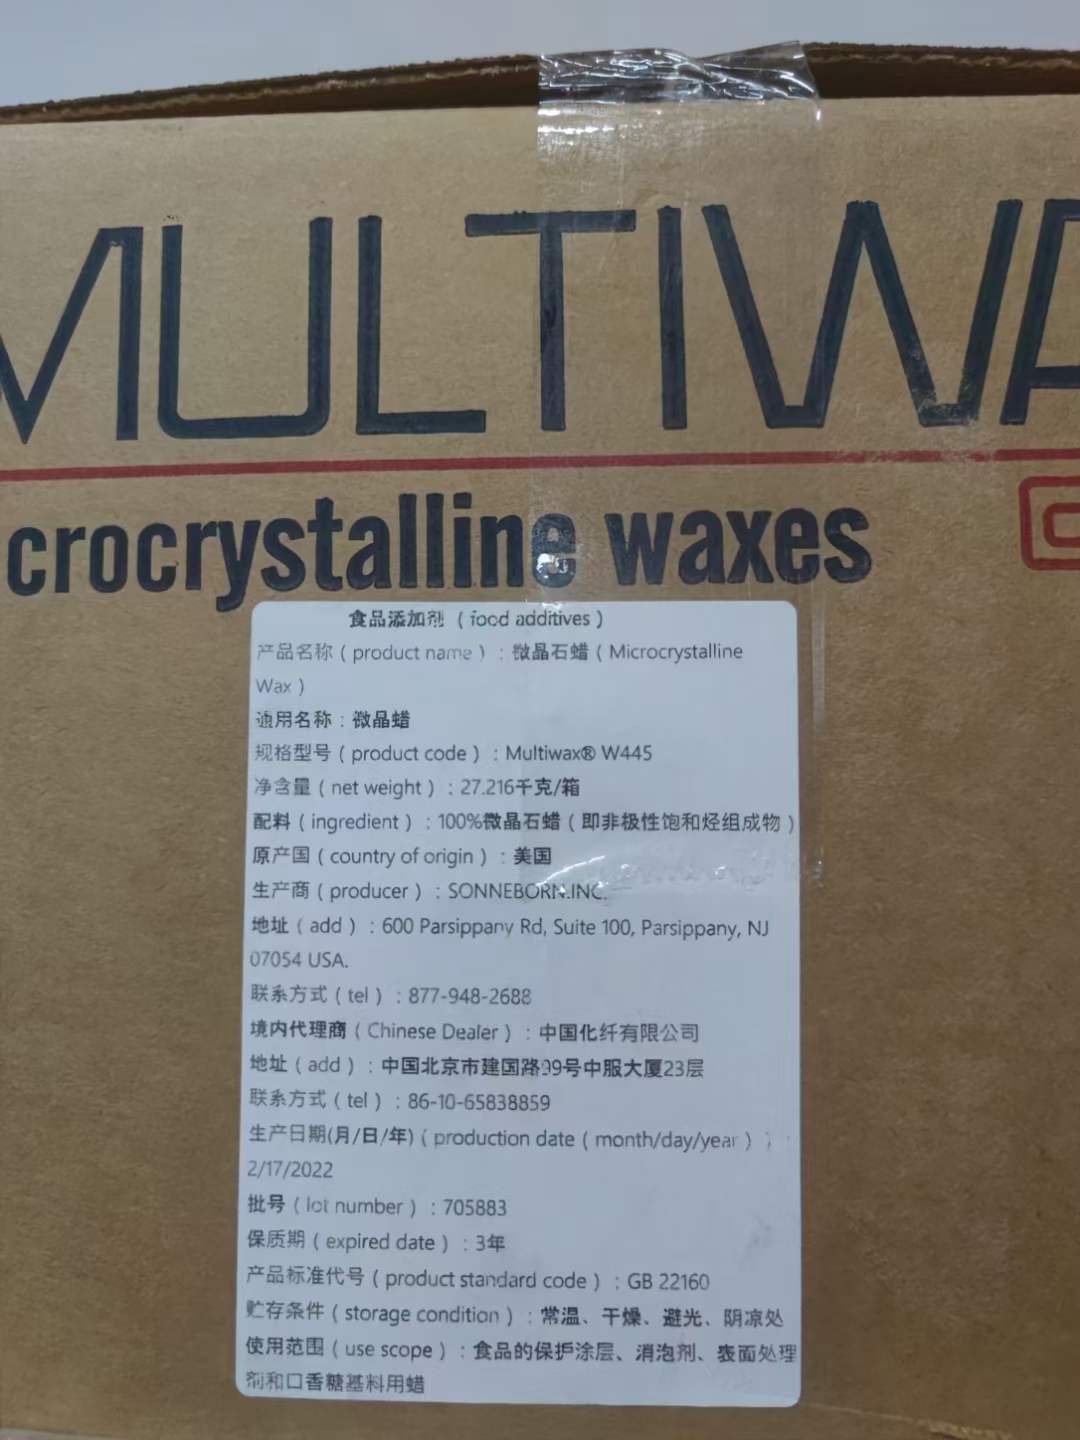 MULTIWA
crocrystalline waxes
食品添加剂（food additives）
产品名称（product name）：微晶石蜡（Microcrystalline
Wax）
通用名称：微晶蜡
规格型号（product code）：Multiwax® W445
净含量（net weight）：27.216千克/箱
配料（ingredient）：100%微晶石蜡（即非极性饱和烃组成物）
原产国（country of origin）：美国
生产商（producer）：SONNEBORN.INC.
地址（add）：600 Parsippany Rd, Suite 100, Parsippany, NJ
07054 USA.
联系方式（tel）：877-948-2688
境内代理商（Chinese Dealer）：中国化纤有限公司
地址（add）：中国北京市建国路99号中服大厦23层
联系方式（tel）：86-10-65838859
生产日期(月/日/年)（production date（month/day/year））：
2/17/2022
批号（lot number）：705883
保质期（expired date）：3年
产品标准代号（product standard code）：GB 22160
贮存条件（storage condition）：常温、干燥、避光、阴凉处
使用范围（use scope）：食品的保护涂层、消泡剂、表面处理
剂和口香糖基料用蜡